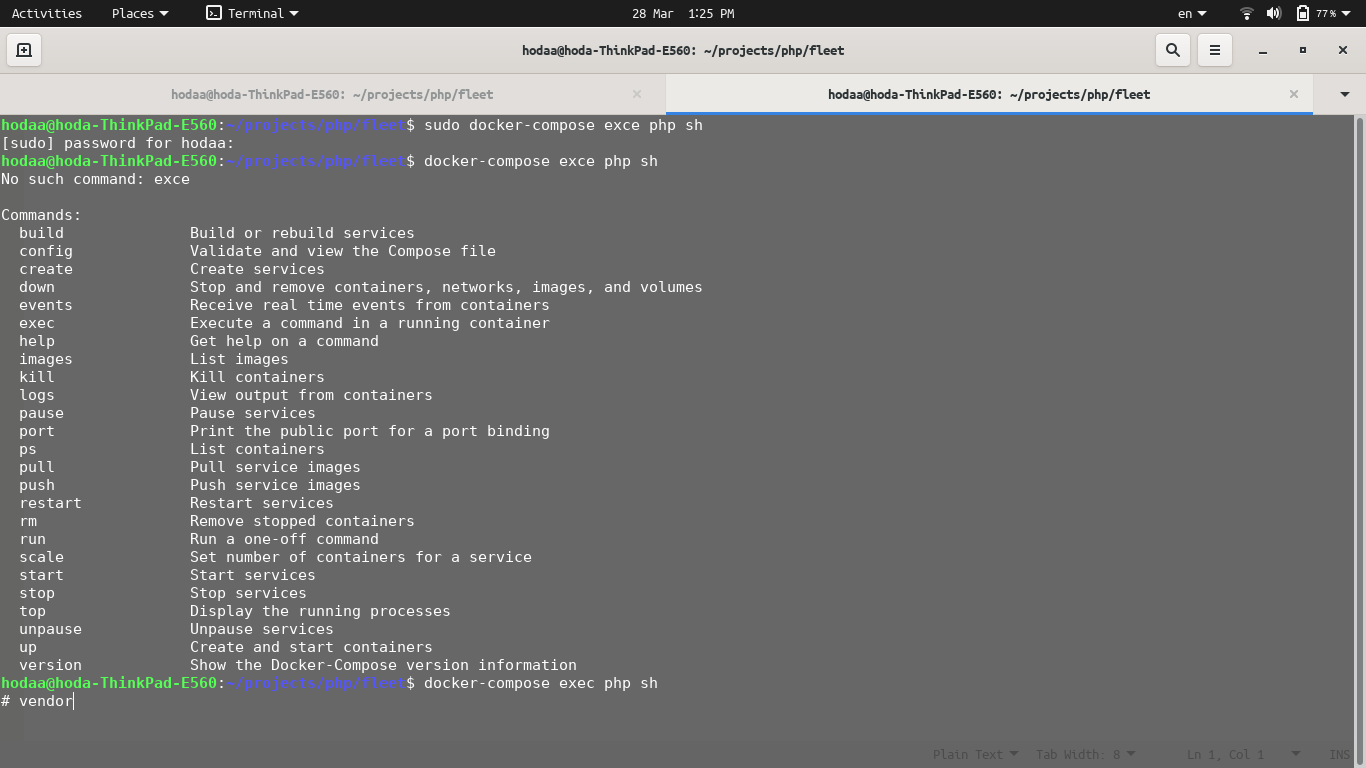 Activities Places Terminal 28 Mar 1:25 PM en 77%
hodaa@hoda-ThinkPad-E560: ~/projects/php/fleet
hodaa@hoda-ThinkPad-E560: ~/projects/php/fleet × hodaa@hoda-ThinkPad-E560: ~/projects/php/fleet ×
hodaa@hoda-ThinkPad-E560:~/projects/php/fleet$ sudo docker-compose exce php sh
[sudo] password for hodaa:
hodaa@hoda-ThinkPad-E560:~/projects/php/fleet$ docker-compose exce php sh
No such command: exce
Commands:
build Build or rebuild services
config Validate and view the Compose file
create Create services
down Stop and remove containers, networks, images, and volumes
events Receive real time events from containers
exec Execute a command in a running container
help Get help on a command
images List images
kill Kill containers
logs View output from containers
pause Pause services
port Print the public port for a port binding
ps List containers
pull Pull service images
push Push service images
restart Restart services
rm Remove stopped containers
run Run a one-off command
scale Set number of containers for a service
start Start services
stop Stop services
top Display the running processes
unpause Unpause services
up Create and start containers
version Show the Docker-Compose version information
hodaa@hoda-ThinkPad-E560:~/projects/php/fleet$ docker-compose exec php sh
# vendor
Plain Text Tab Width: 8 Ln 1, Col 1 INS